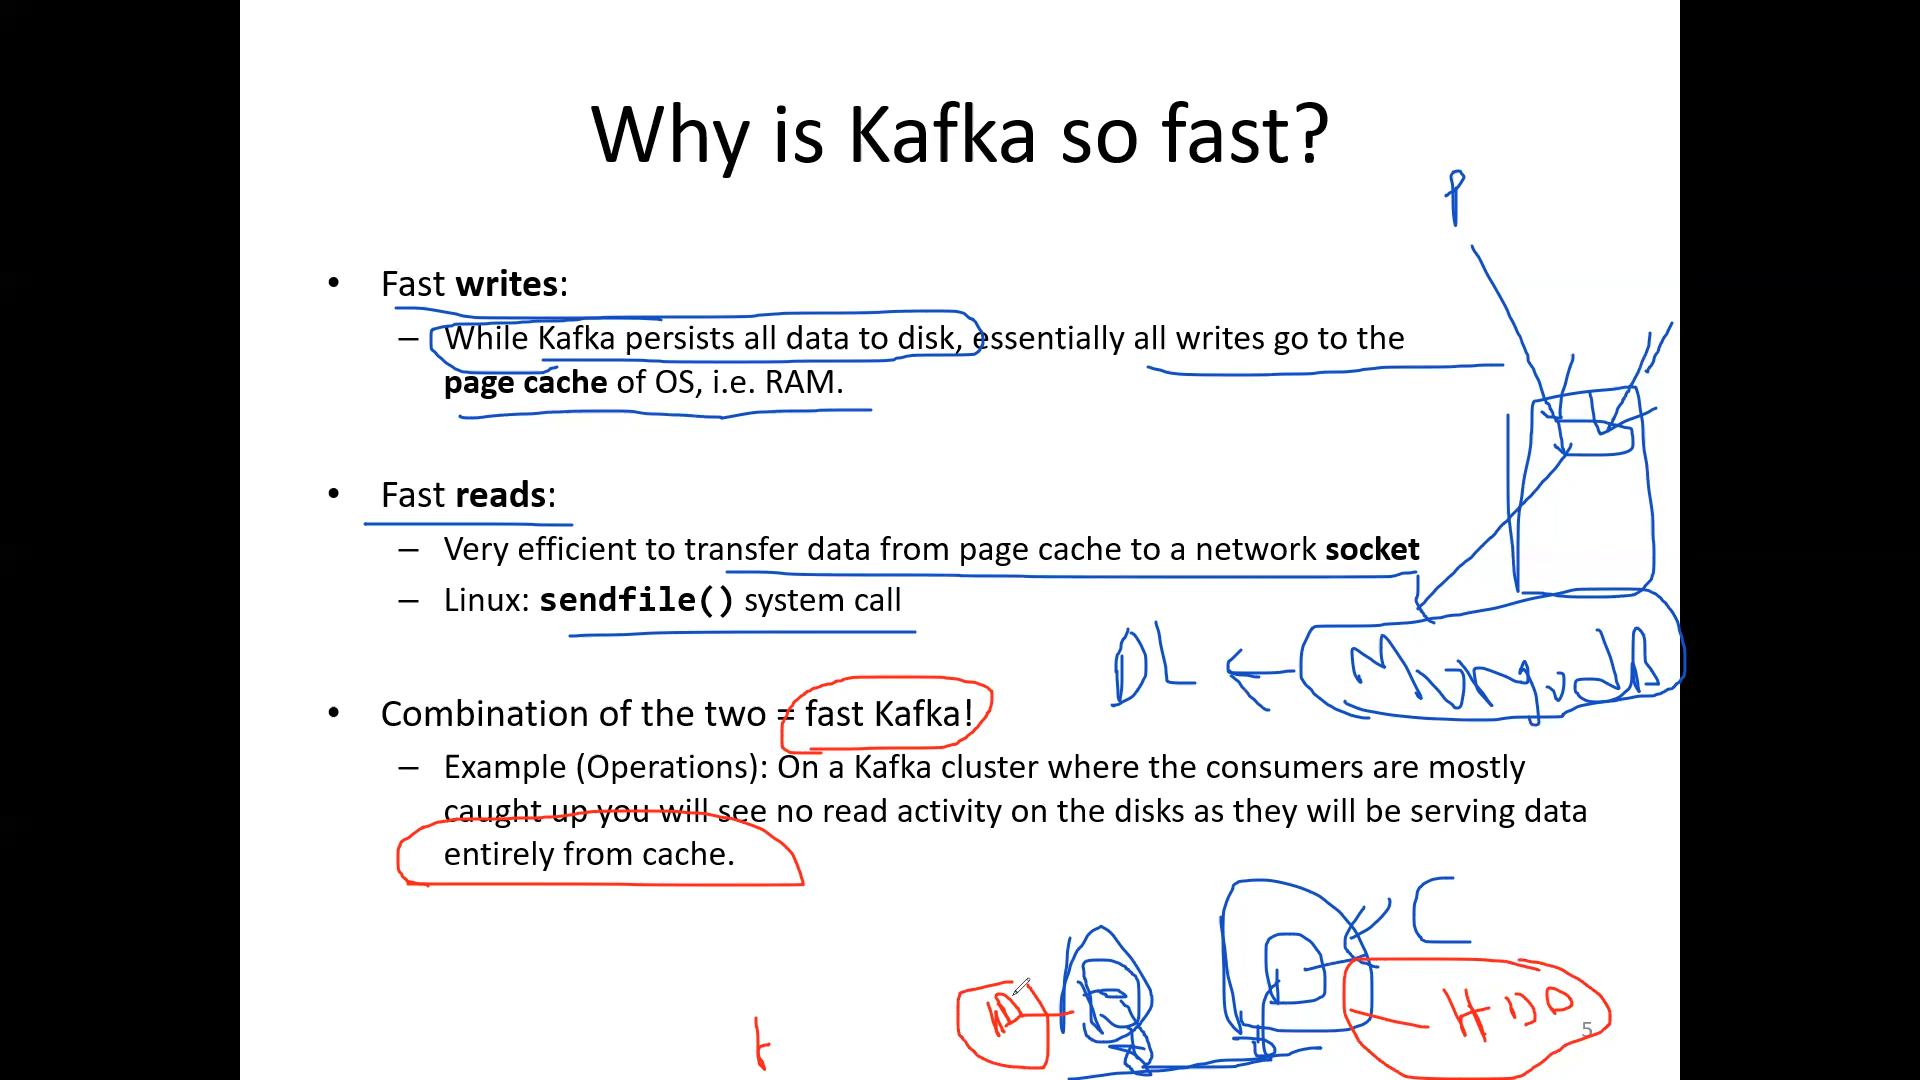 Why is Kafka so fast?
P
• Fast writes:
– While Kafka persists all data to disk, essentially all writes go to the
page cache of OS, i.e. RAM.
• Fast reads:
– Very efficient to transfer data from page cache to a network socket
– Linux: sendfile() system call
DL
MongodB
• Combination of the two = fast Kafka!
– Example (Operations): On a Kafka cluster where the consumers are mostly
caught up you will see no read activity on the disks as they will be serving data
entirely from cache.
C
HDD
5